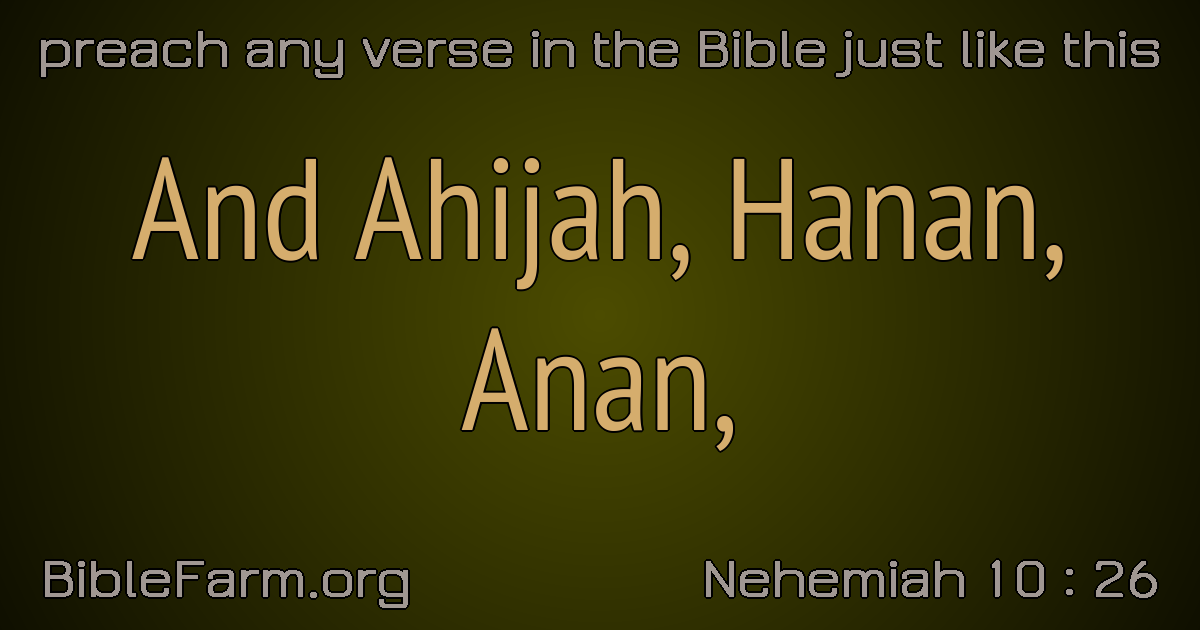 preach any verse in the Bible just like this
And Ahijah, Hanan,
Anan,
BibleFarm.org
Nehemiah 10 : 26